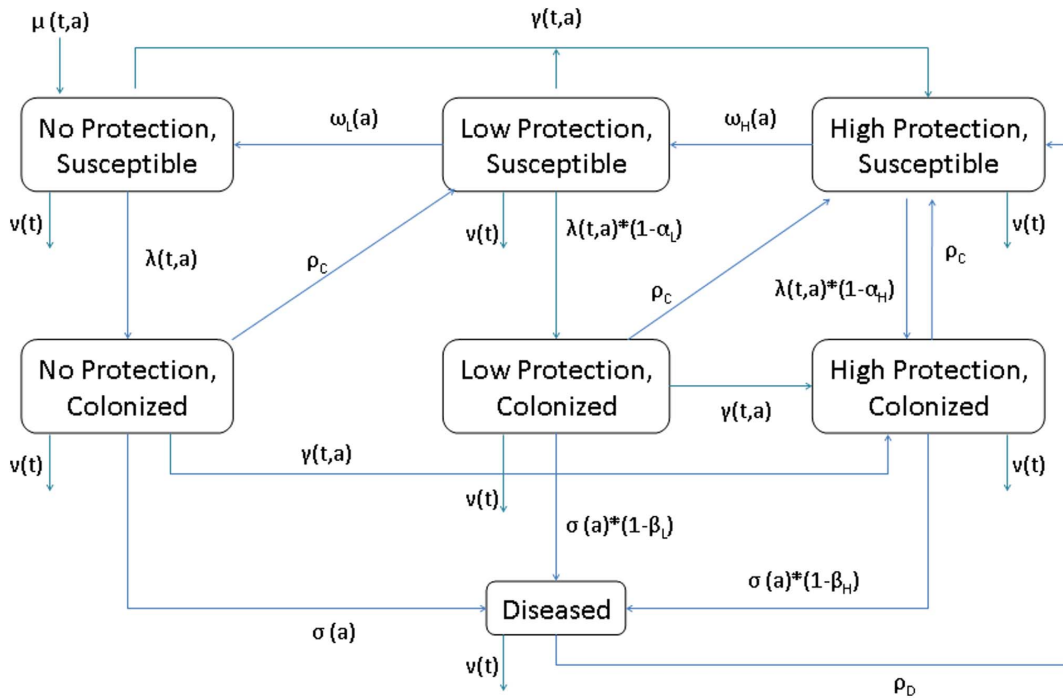 μ (t,a)
γ(t,a)
No Protection,
Susceptible
ω_L(a)
Low Protection,
Susceptible
ω_H(a)
High Protection,
Susceptible
ν(t)
λ(t,a)
ρ_C
ν(t)
λ(t,a)*(1-α_L)
ρ_C
λ(t,a)*(1-α_H)
ρ_C
ν(t)
No Protection,
Colonized
Low Protection,
Colonized
γ(t,a)
High Protection,
Colonized
ν(t)
γ(t,a)
ν(t)
σ (a)*(1-β_L)
ν(t)
σ (a)*(1-β_H)
σ (a)
Diseased
ν(t)
ρ_D